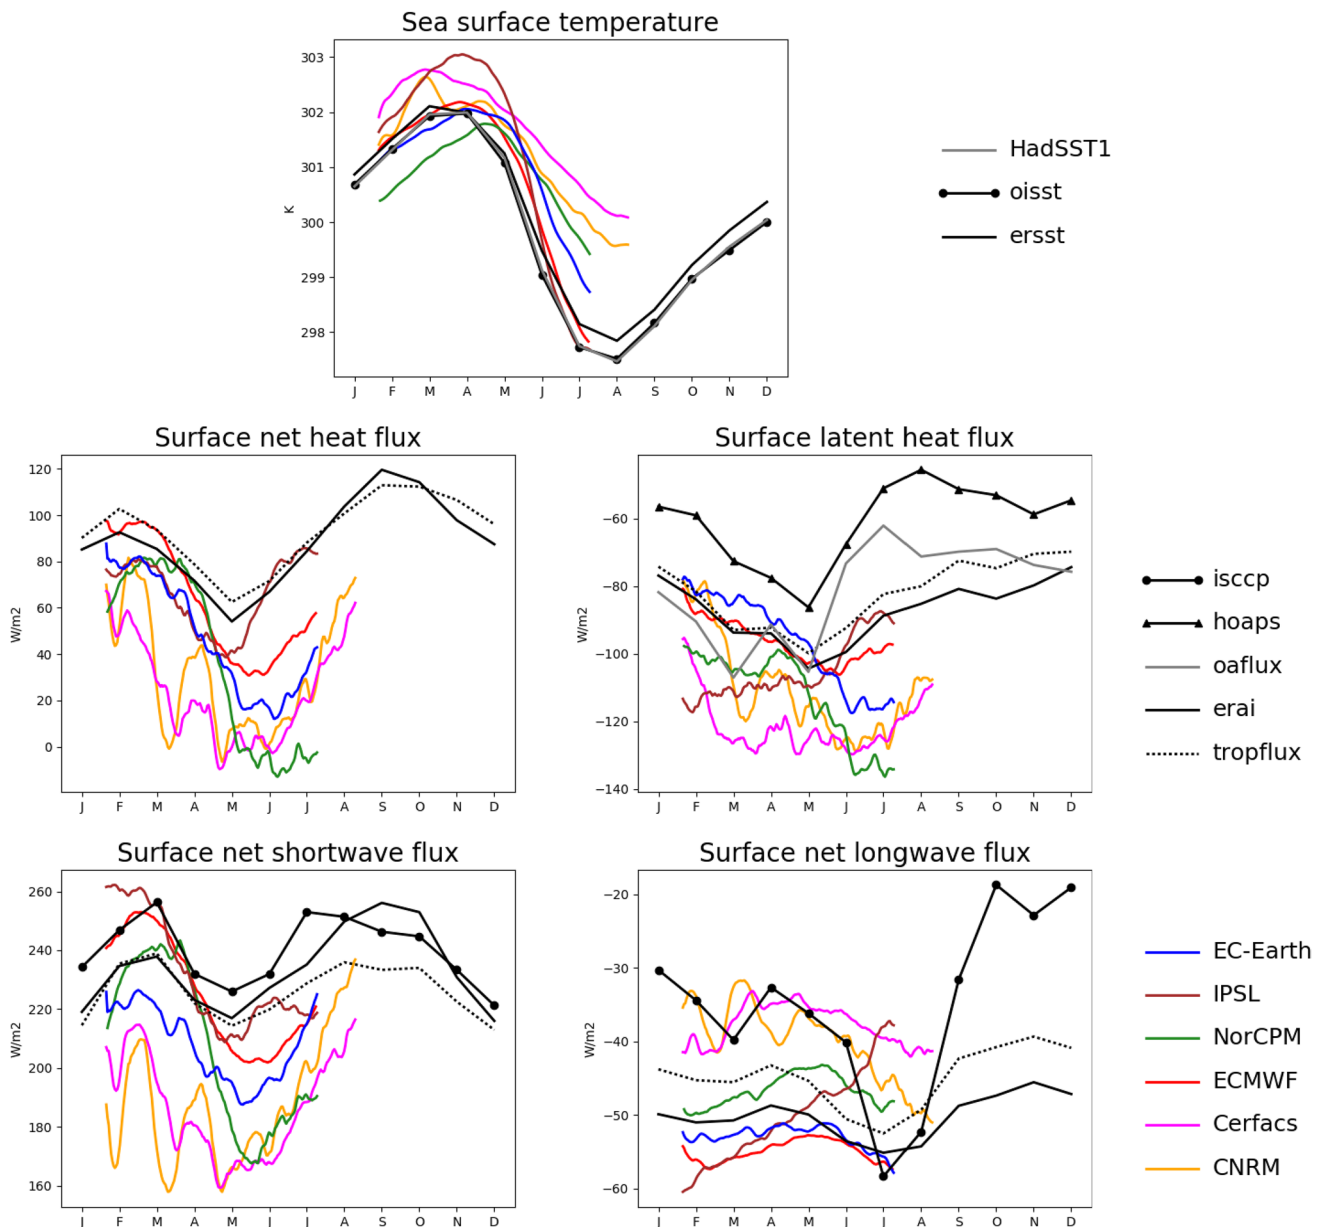 Sea surface temperature
303
302
301
300
299
298
K
J F M A M J J A S O N D
HadSST1
oisst
ersst
Surface net heat flux
120
100
80
60
40
20
0
W/m2
J F M A M J J A S O N D
Surface latent heat flux
−60
−80
−100
−120
−140
W/m2
J F M A M J J A S O N D
isccp
hoaps
oaflux
erai
tropflux
Surface net shortwave flux
260
240
220
200
180
160
W/m2
J F M A M J J A S O N D
Surface net longwave flux
−20
−30
−40
−50
−60
W/m2
J F M A M J J A S O N D
EC-Earth
IPSL
NorCPM
ECMWF
Cerfacs
CNRM